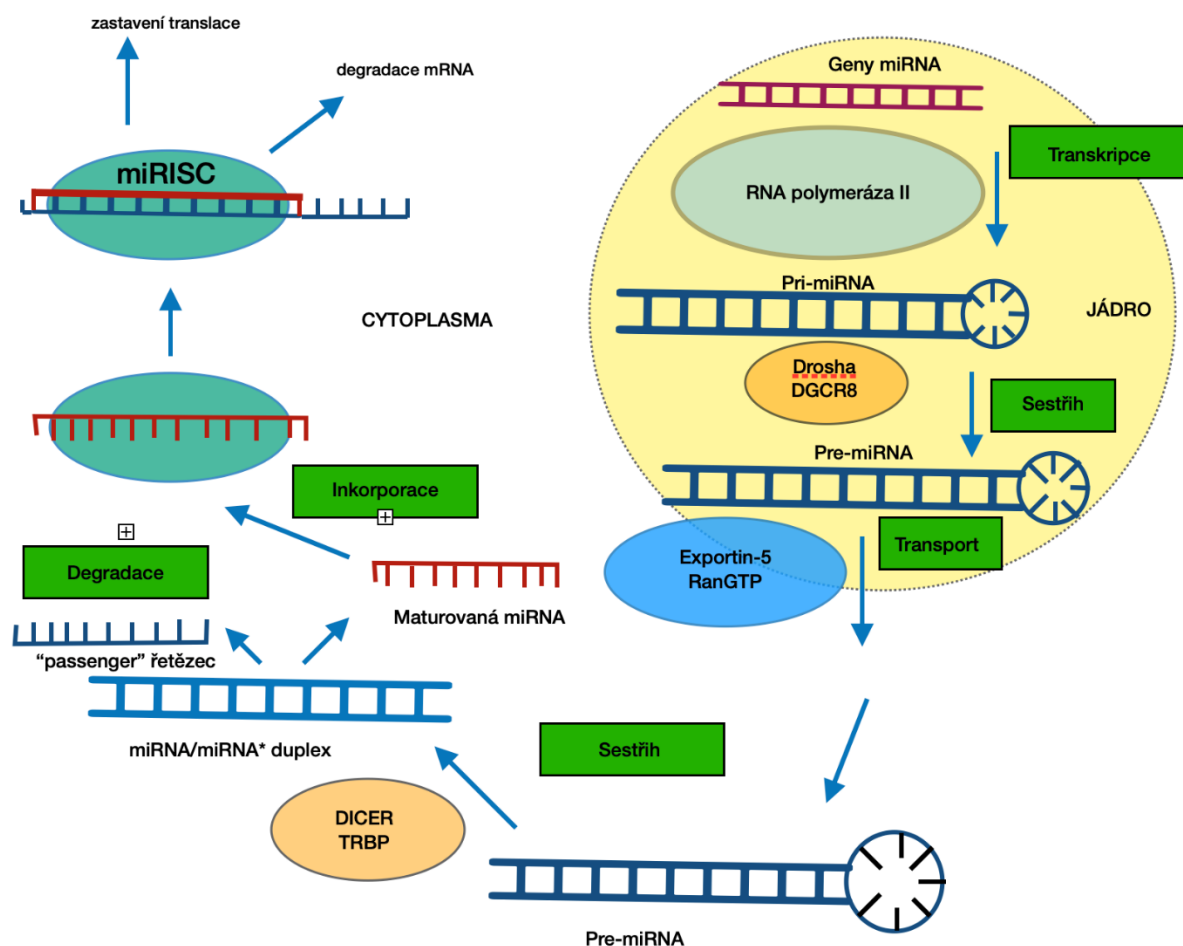 zastavení translace
degradace mRNA
miRISC
CYTOPLASMA
Inkorporace
Degradace
Maturovaná miRNA
“passenger” řetězec
miRNA/miRNA* duplex
DICER
TRBP
Sestřih
Pre-miRNA
Geny miRNA
Transkripce
RNA polymeráza II
Pri-miRNA
JÁDRO
Drosha
DGCR8
Sestřih
Pre-miRNA
Transport
Exportin-5
RanGTP